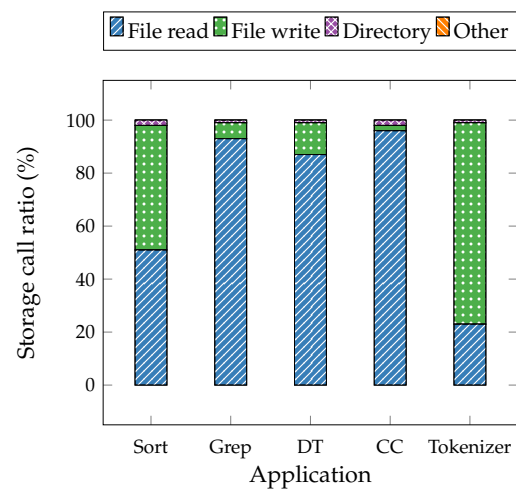 File read File write Directory Other
100
80
60
40
20
0
Storage call ratio (%)
Sort Grep DT CC Tokenizer
Application